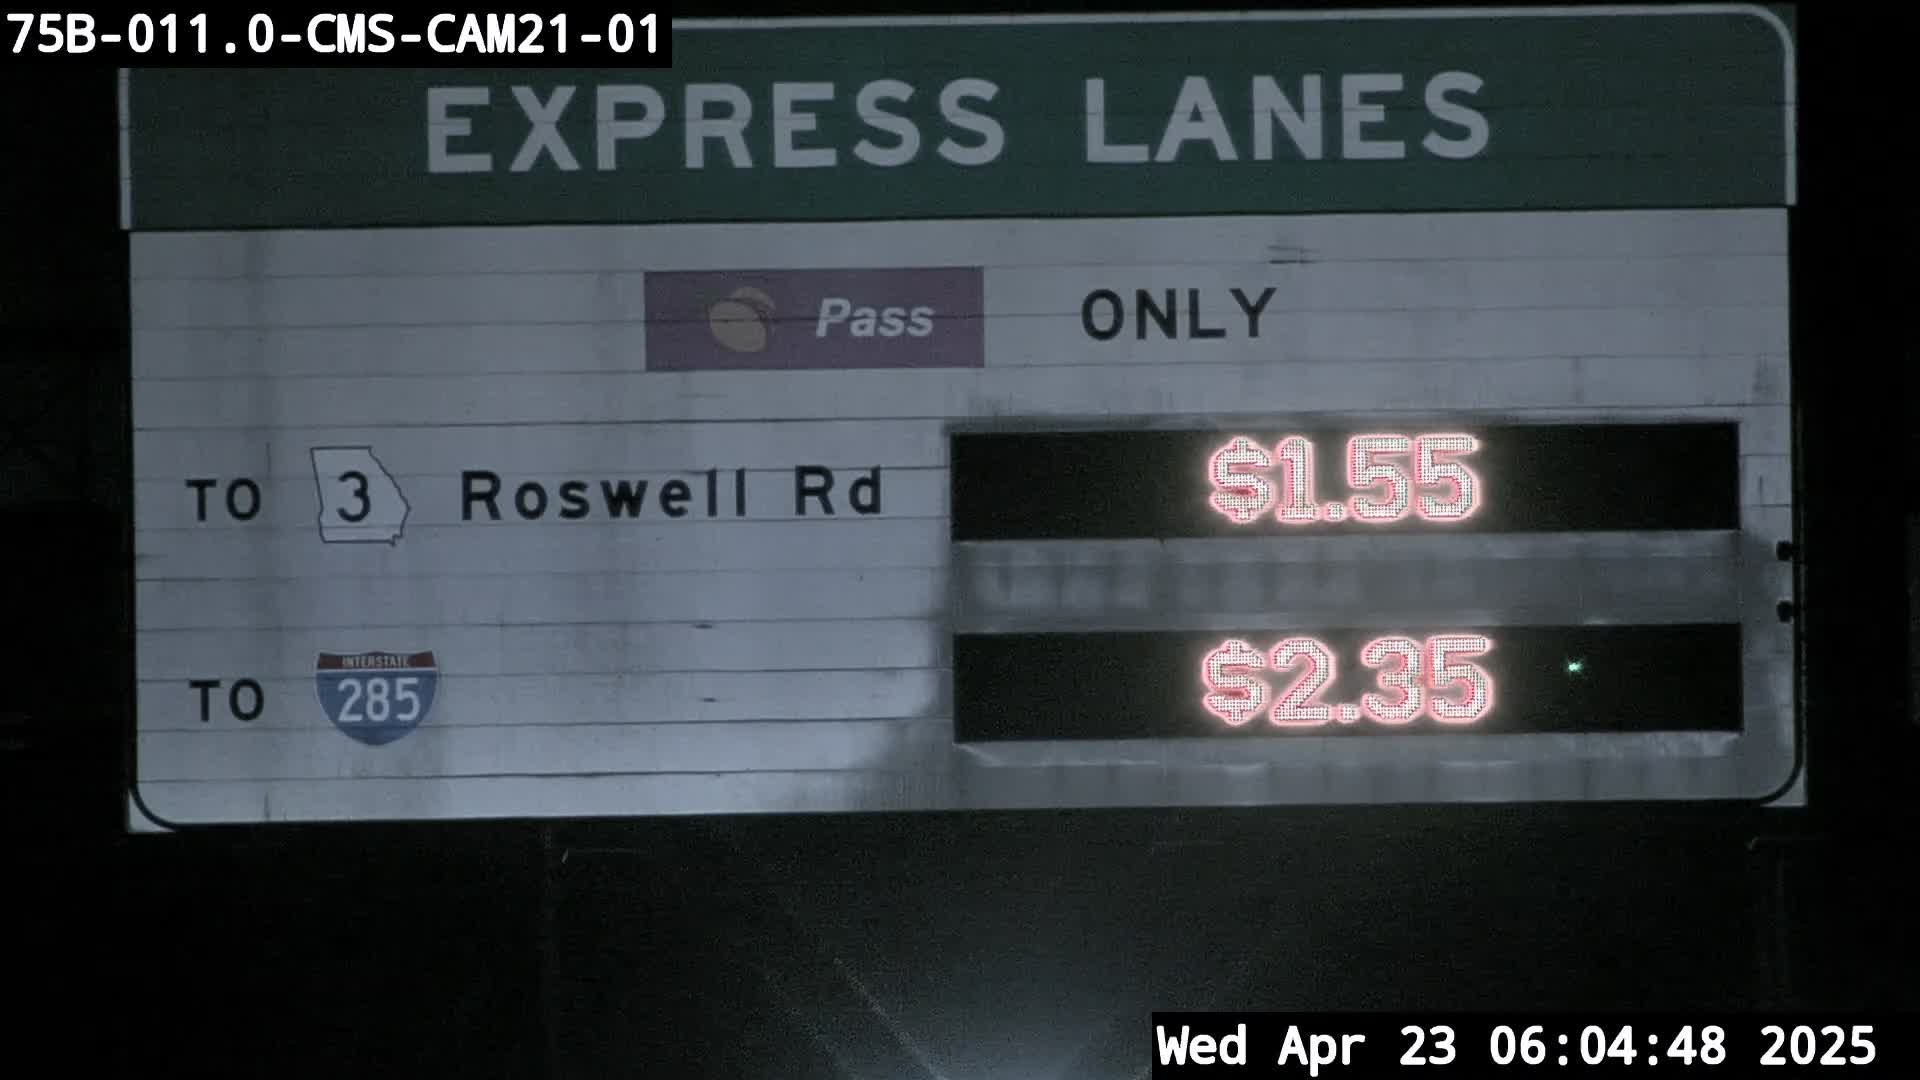 75B-011.0-CMS-CAM21-01
EXPRESS LANES
Pass ONLY
TO 3 Roswell Rd $1.55
TO INTERSTATE 285 $2.35
Wed Apr 23 06:04:48 2025